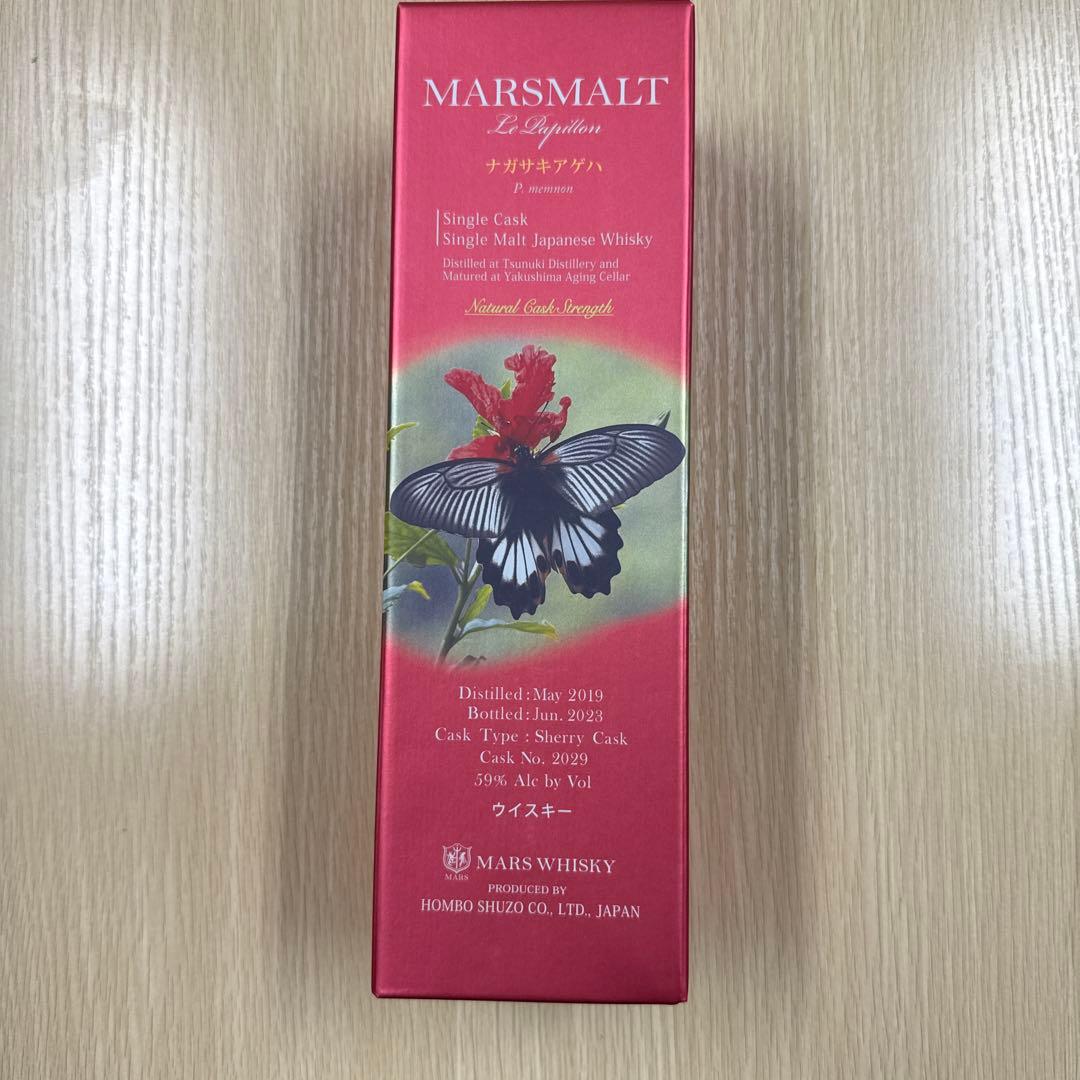 MARSMALT
Le Papillon
ナガサキアゲハ
P. memnon
Single Cask
Single Malt Japanese Whisky
Distilled at Tsunuki Distillery and
Matured at Yakushima Aging Cellar
Natural Cask Strength
Distilled : May 2019
Bottled : Jun. 2023
Cask Type : Sherry Cask
Cask No. 2029
59% Alc by Vol
ウイスキー
MARS
MARS WHISKY
PRODUCED BY
HOMBO SHUZO CO., LTD., JAPAN